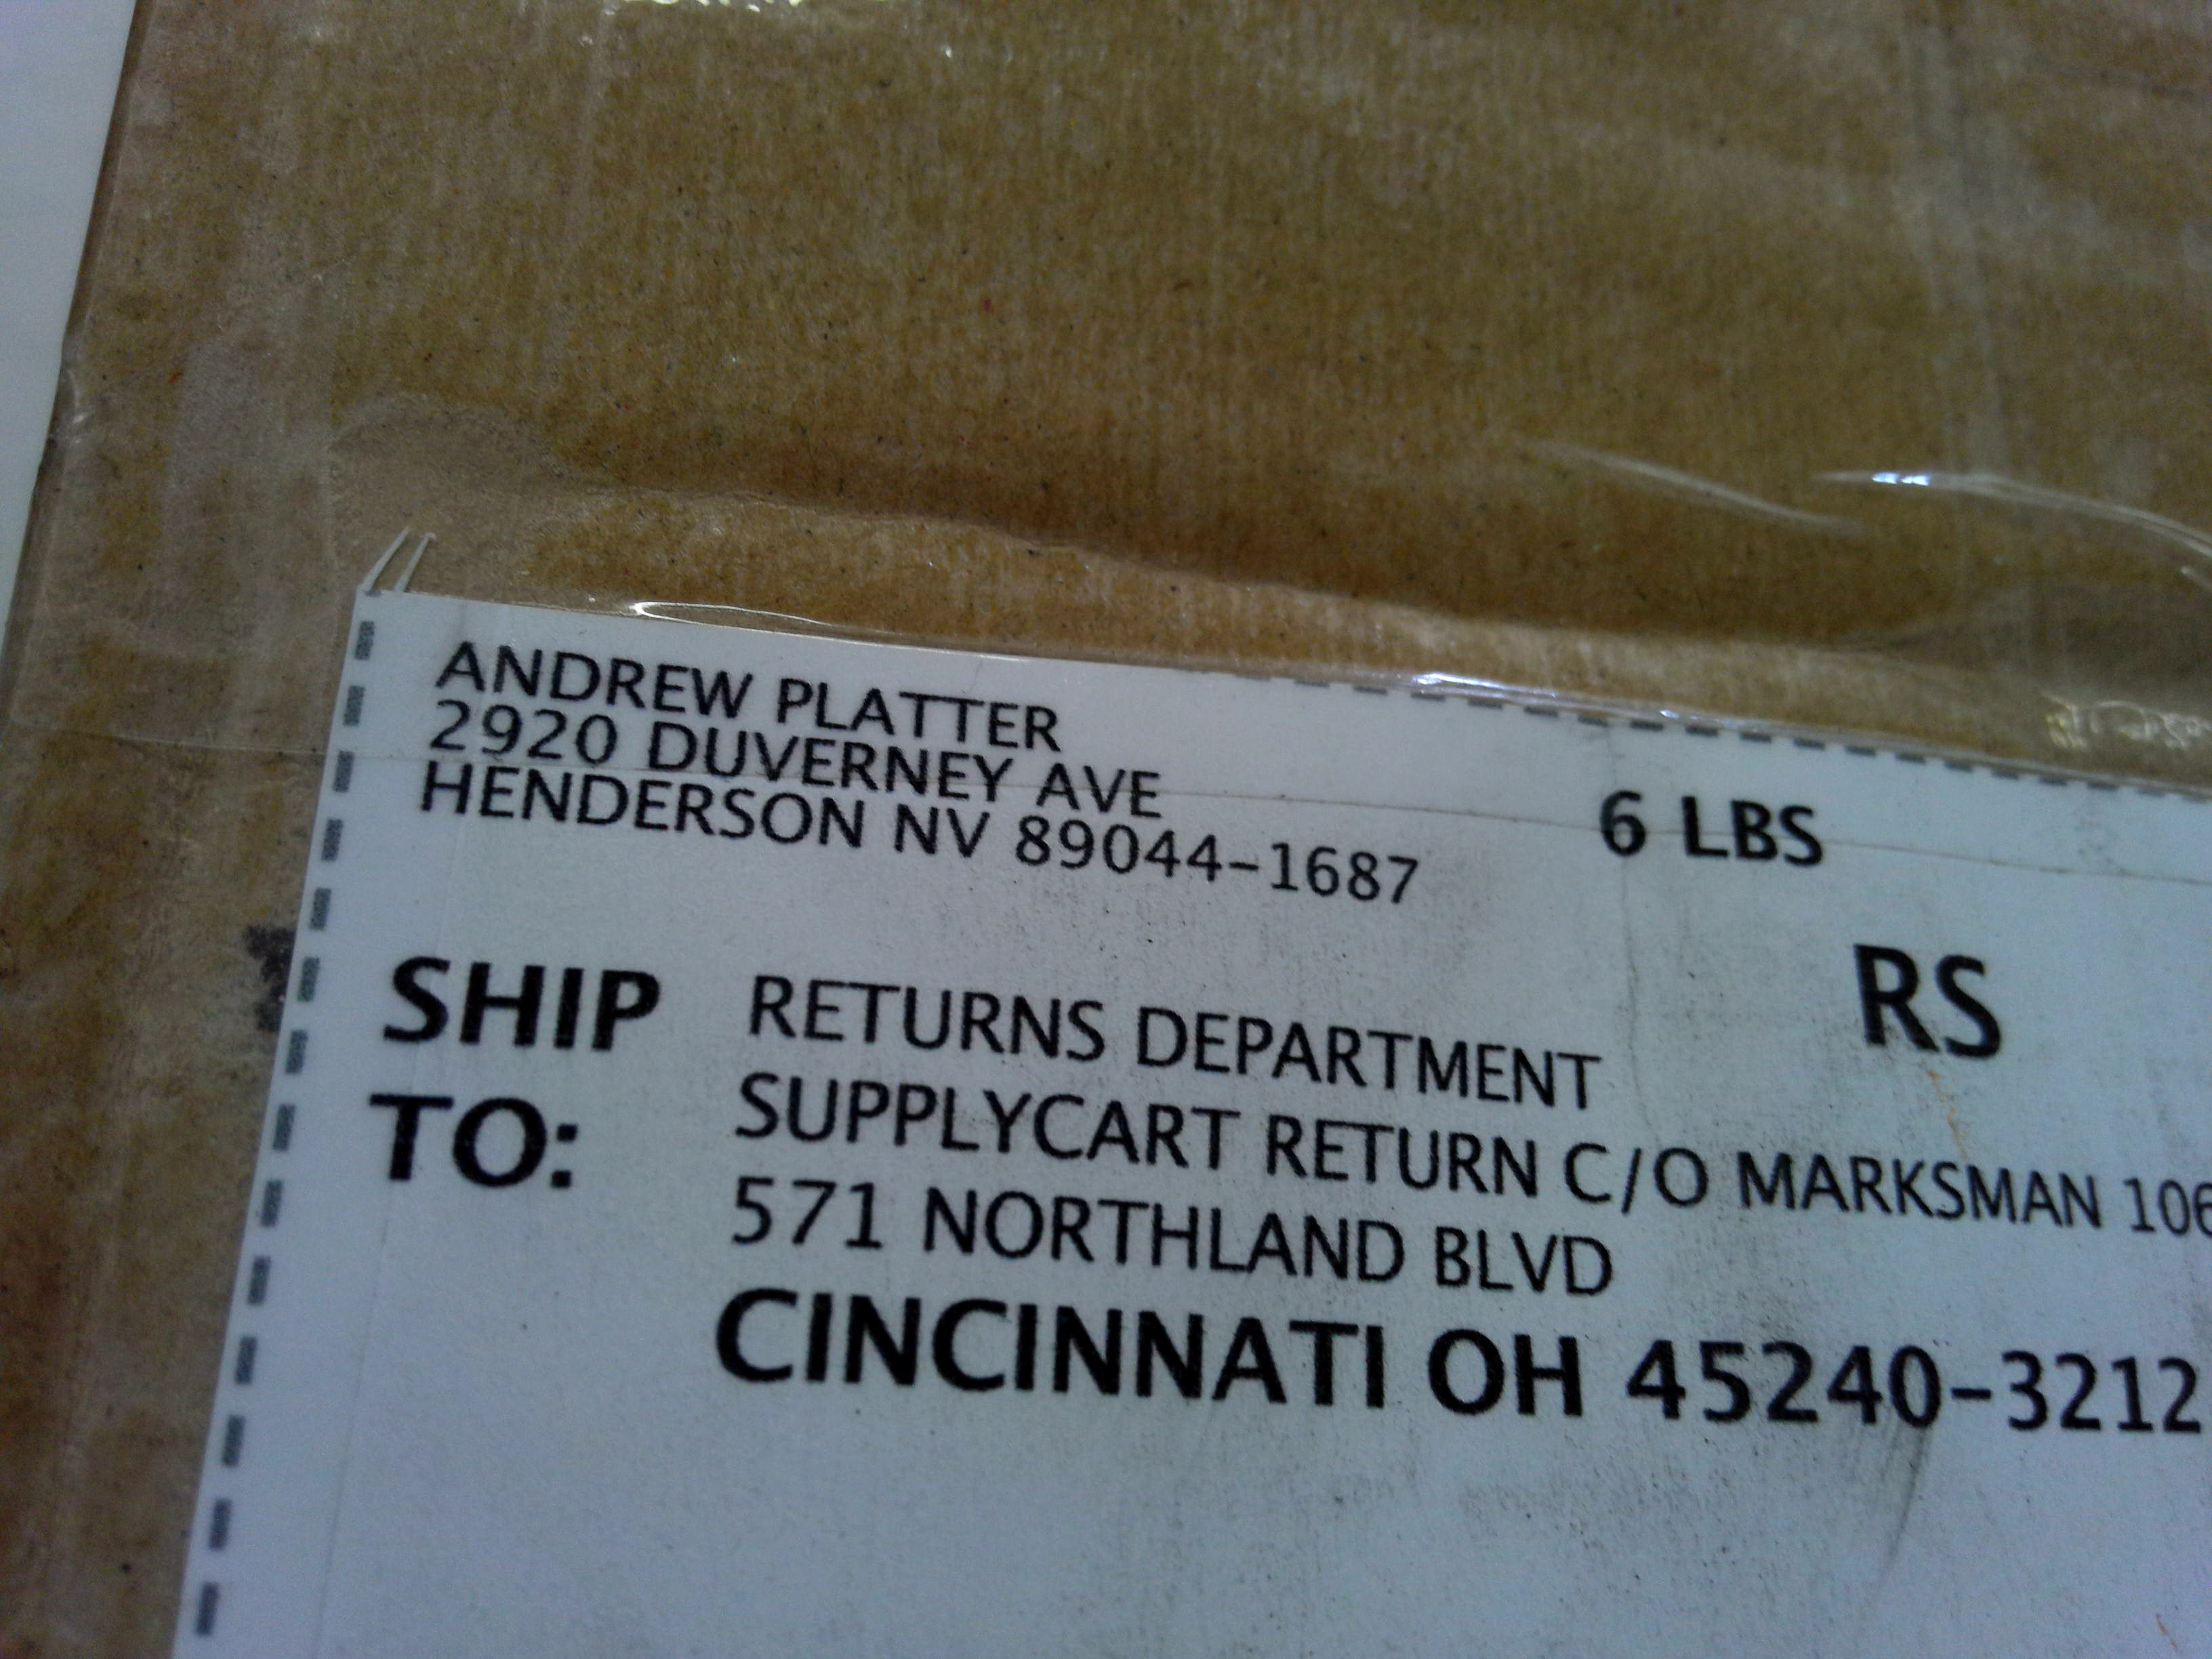 ANDREW PLATTER
2920 DUVERNEY AVE
HENDERSON NV 89044-1687
6 LBS
RS
SHIP
TO:
RETURNS DEPARTMENT
SUPPLYCART RETURN C/O MARKSMAN 106
571 NORTHLAND BLVD
CINCINNATI OH 45240-3212